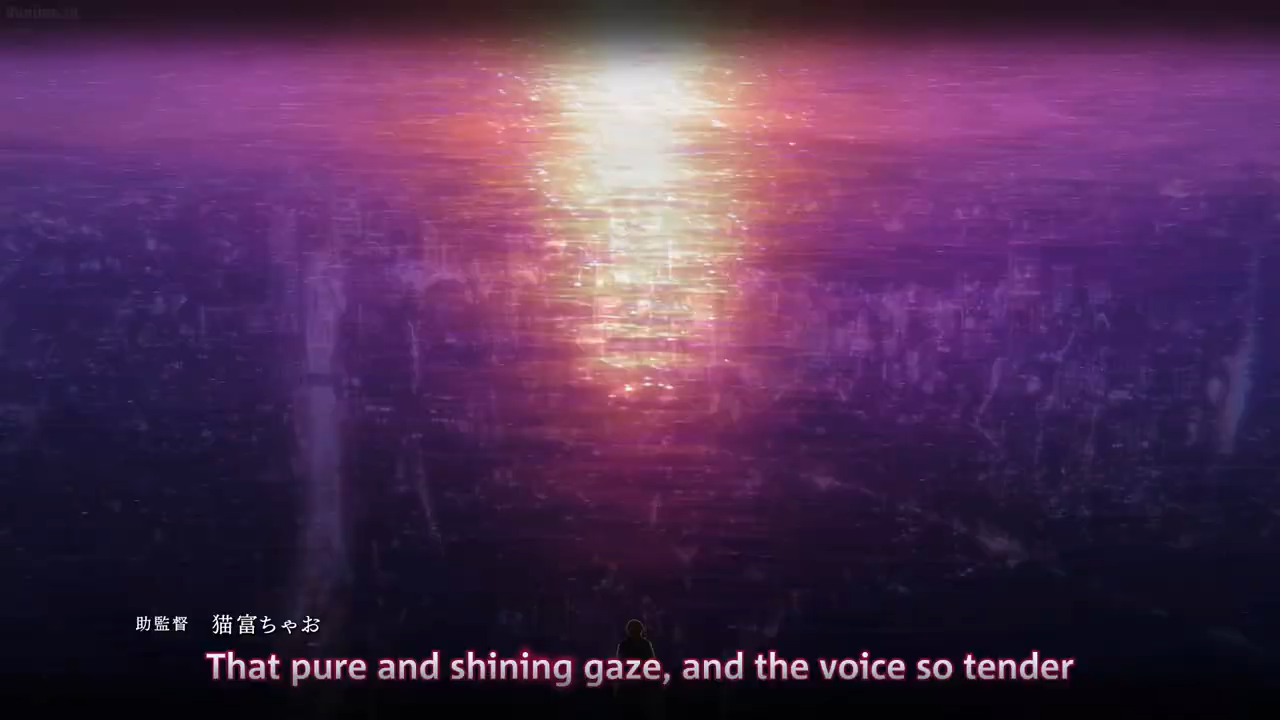 助監督 猫富ちゃお
That pure and shining gaze, and the voice so tender